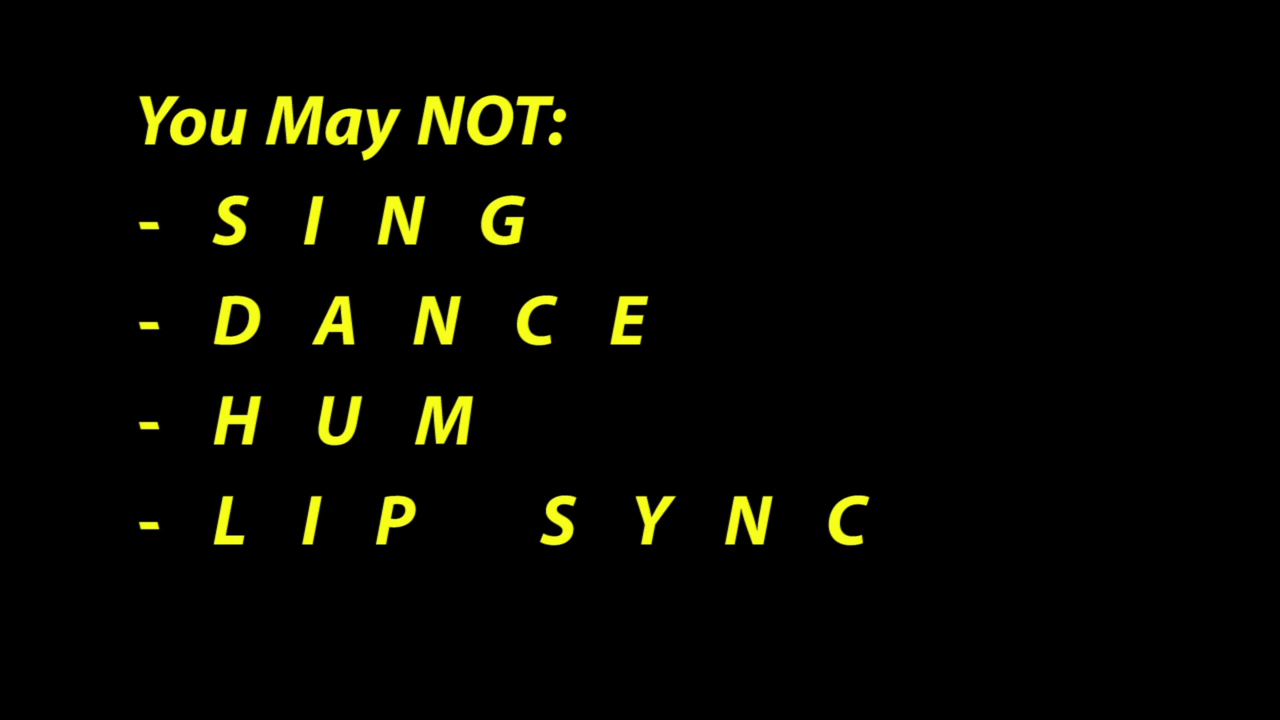 You May NOT:
- S I N G
- D A N C E
- H U M
- L I P  S Y N C